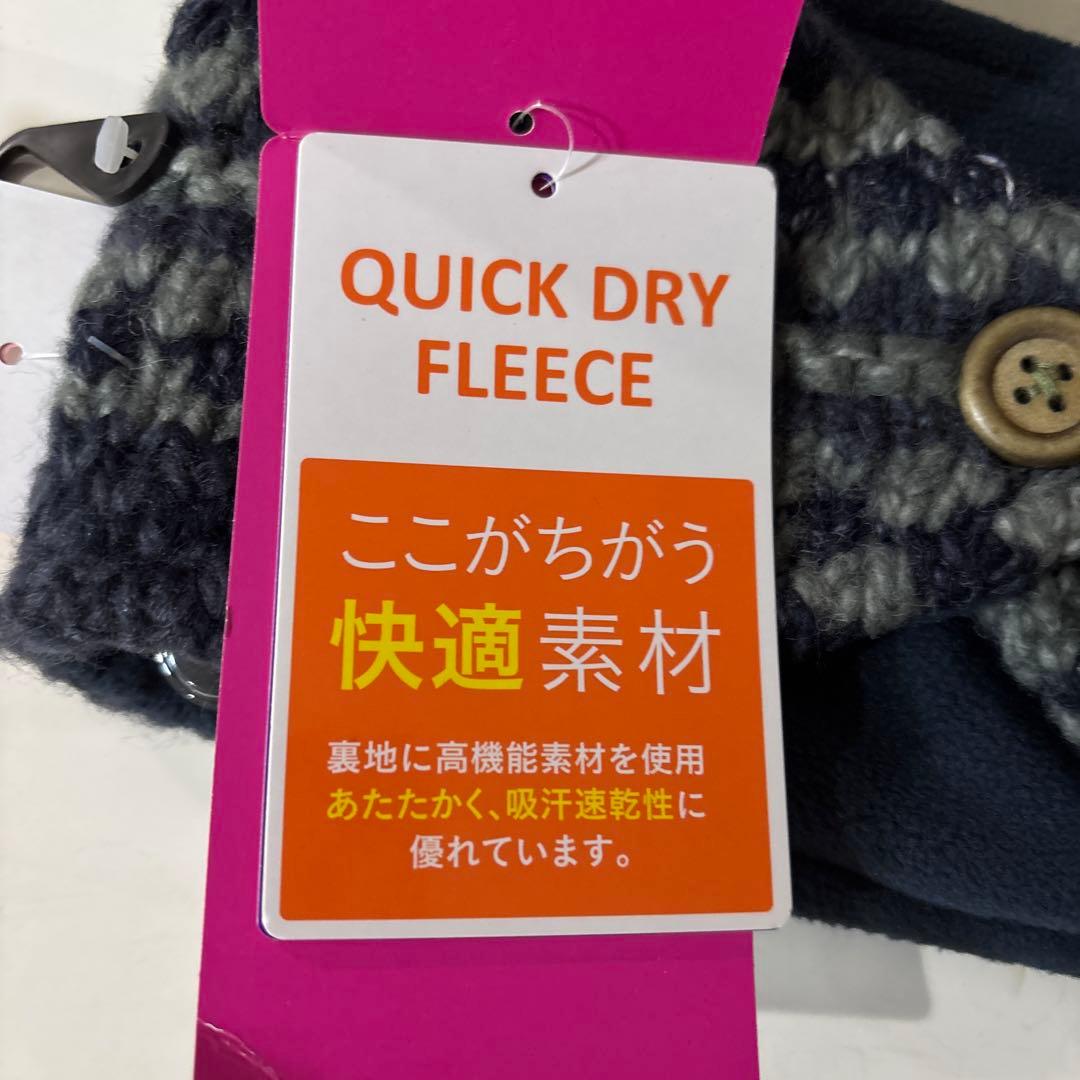 QUICK DRY
FLEECE
ここがちがう
快適素材
裏地に高機能素材を使用
あたたかく、吸汗速乾性に
優れています。